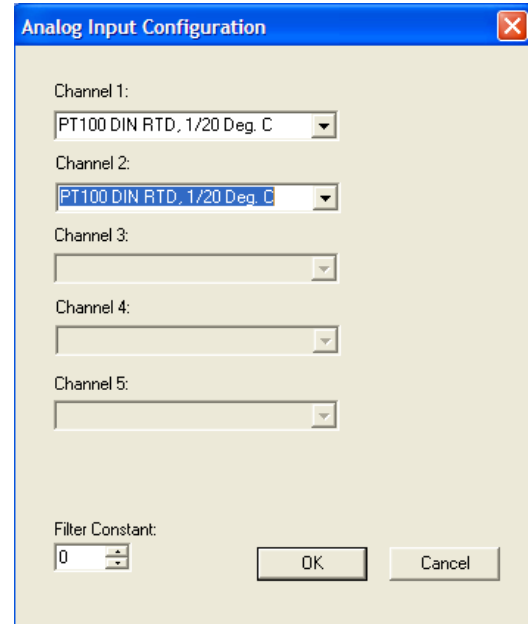 Analog Input Configuration
Channel 1:
PT100 DIN RTD, 1/20 Deg. C
Channel 2:
PT100 DIN RTD, 1/20 Deg. C
Channel 3:
Channel 4:
Channel 5:
Filter Constant:
0
OK
Cancel